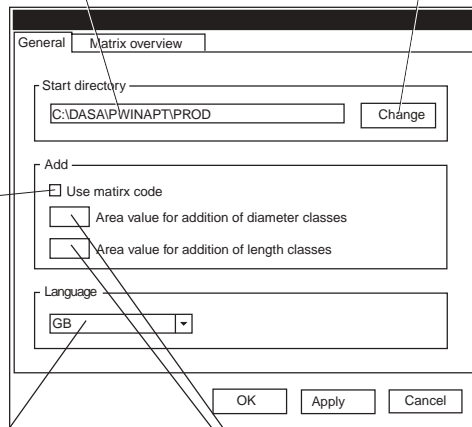 General Matrix overview
Start directory
C:\DASA\PWINAPT\PROD Change
Add
Use matirx code
Area value for addition of diameter classes
Area value for addition of length classes
Language
GB
OK Apply Cancel